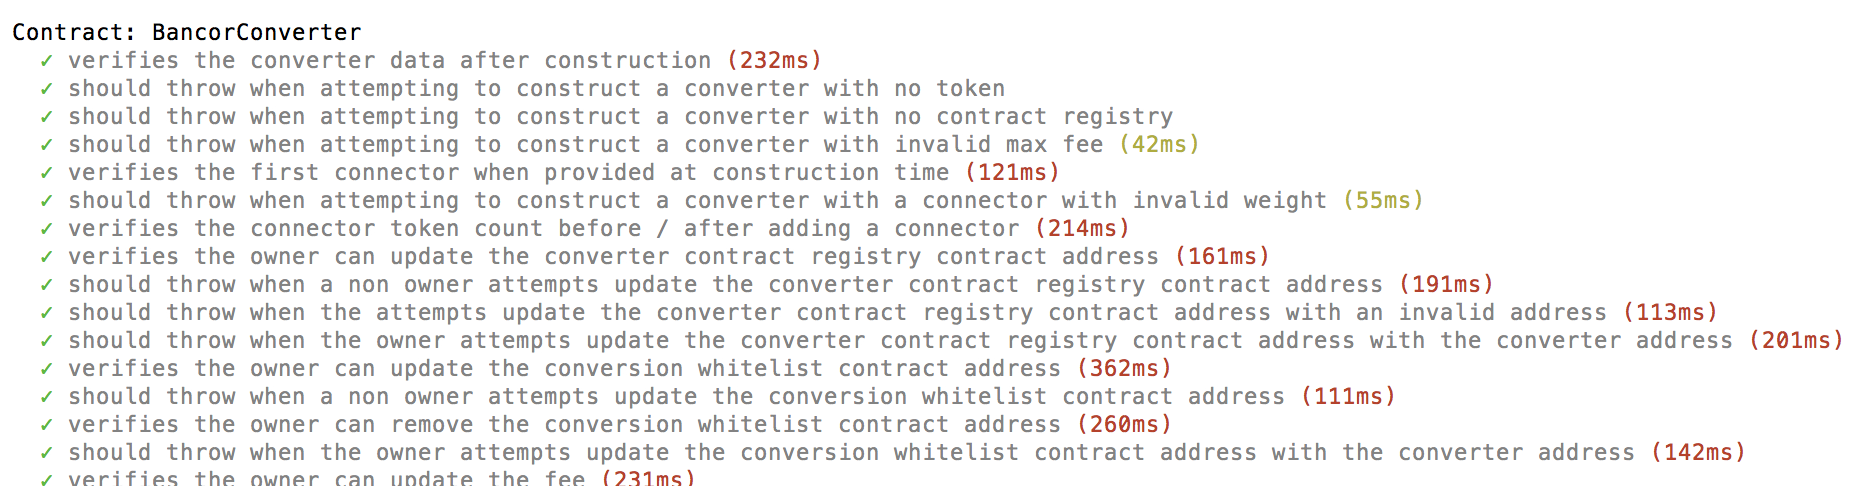 Contract: BancorConverter
✓ verifies the converter data after construction (232ms)
✓ should throw when attempting to construct a converter with no token
✓ should throw when attempting to construct a converter with no contract registry
✓ should throw when attempting to construct a converter with invalid max fee (42ms)
✓ verifies the first connector when provided at construction time (121ms)
✓ should throw when attempting to construct a converter with a connector with invalid weight (55ms)
✓ verifies the connector token count before / after adding a connector (214ms)
✓ verifies the owner can update the converter contract registry contract address (161ms)
✓ should throw when a non owner attempts update the converter contract registry contract address (191ms)
✓ should throw when the attempts update the converter contract registry contract address with an invalid address (113ms)
✓ should throw when the owner attempts update the converter contract registry contract address with the converter address (201ms)
✓ verifies the owner can update the conversion whitelist contract address (362ms)
✓ should throw when a non owner attempts update the conversion whitelist contract address (111ms)
✓ verifies the owner can remove the conversion whitelist contract address (260ms)
✓ should throw when the owner attempts update the conversion whitelist contract address with the converter address (142ms)
✓ verifies the owner can update the fee (231ms)